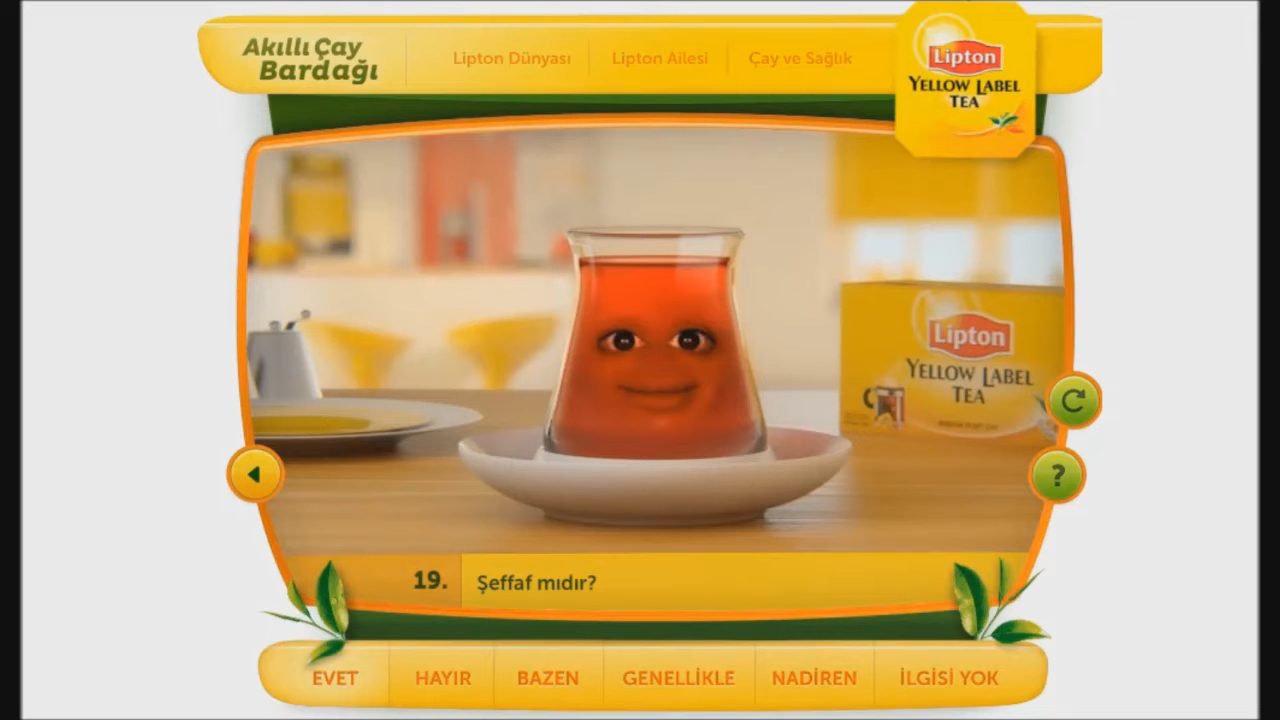 Akıllı Çay
Bardağı
Lipton Dünyası
Lipton Ailesi
Çay ve Sağlık
Lipton
YELLOW LABEL
TEA
Lipton
YELLOW LABEL
TEA
?
19. Şeffaf mıdır?
EVET
HAYIR
BAZEN
GENELLİKLE
NADİREN
İLGİSİ YOK